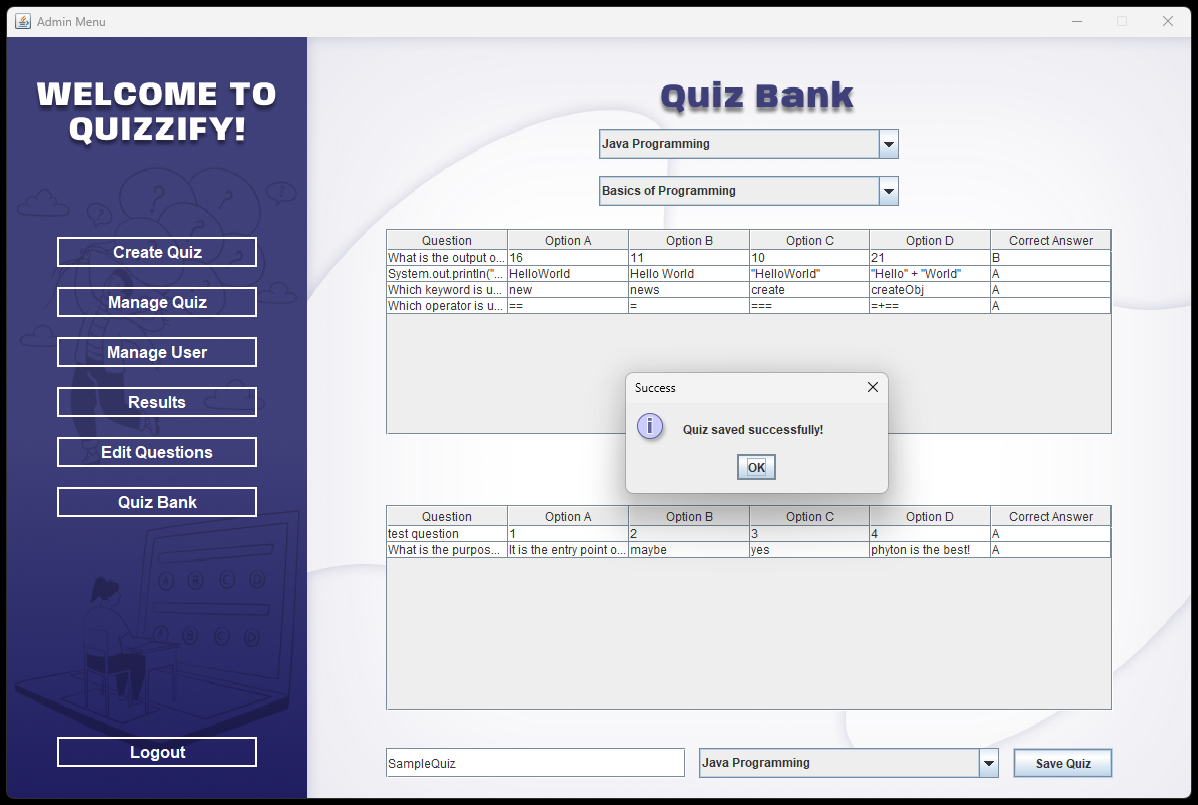 Admin Menu
WELCOME TO
QUIZZIFY!
Create Quiz
Manage Quiz
Manage User
Results
Edit Questions
Quiz Bank
Logout
Quiz Bank
Java Programming
Basics of Programming
Question Option A Option B Option C Option D Correct Answer
What is the output o... 16 11 10 21 B
System.out.println("... HelloWorld Hello World "HelloWorld" "Hello" + "World" A
Which keyword is u... new news create createObj A
Which operator is u... == = === =+== A
Success
i
Quiz saved successfully!
OK
Question Option A Option B Option C Option D Correct Answer
test question 1 2 3 4 A
What is the purpos... It is the entry point o... maybe yes phyton is the best! A
SampleQuiz
Java Programming
Save Quiz
? ? ? ?
A B C D
A B C D